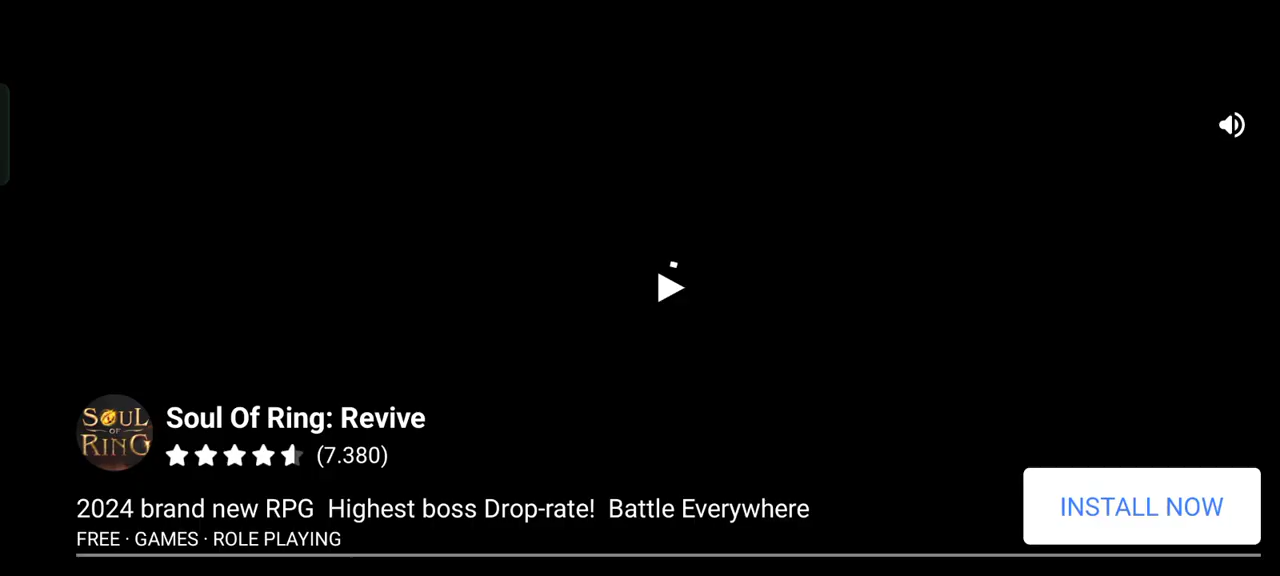 SOUL
OF
RING
Soul Of Ring: Revive
(7.380)
2024 brand new RPG  Highest boss Drop-rate!  Battle Everywhere
FREE · GAMES · ROLE PLAYING
INSTALL NOW